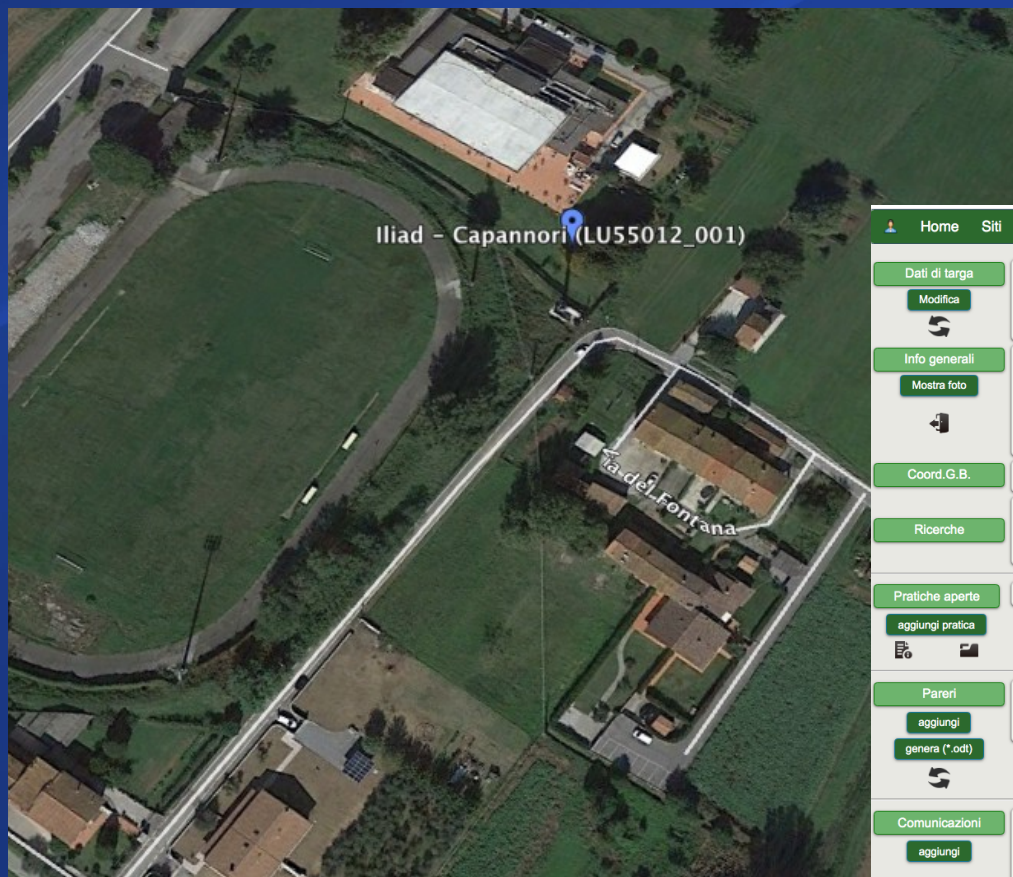 Iliad - Capannori (LU55012_001)
Via del Fontana
Home Siti
Dati di targa
Modifica
Info generali
Mostra foto
Coord.G.B.
Ricerche
Pratiche aperte
aggiungi pratica
Pareri
aggiungi
genera (*.odt)
Comunicazioni
aggiungi